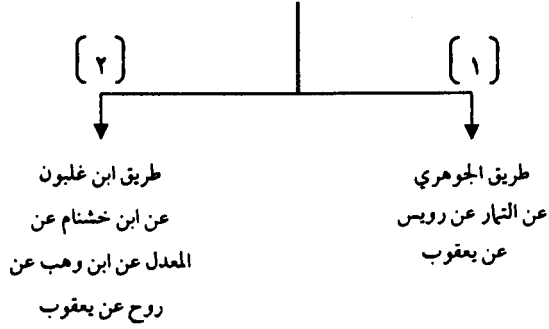 [١]
طريق الجوهري
عن التمار عن رويس
عن يعقوب
[٢]
طريق ابن غلبون
عن ابن خشنام عن
المعدل عن ابن وهب عن
روح عن يعقوب